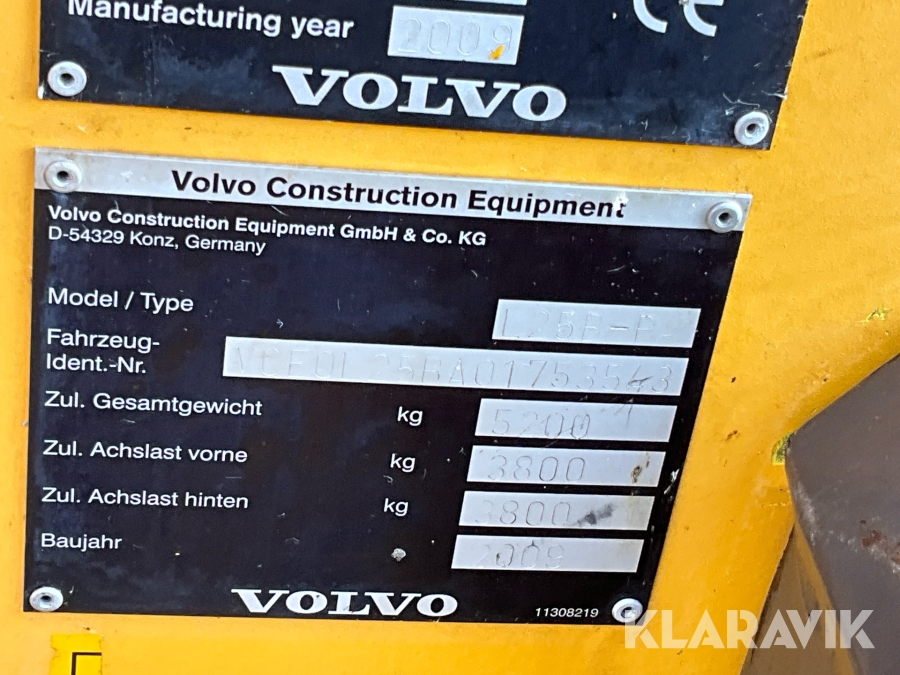 Manufacturing year 2009
VOLVO
Volvo Construction Equipment
Volvo Construction Equipment GmbH & Co. KG
D-54329 Konz, Germany
Model / Type L25B-P
Fahrzeug-
Ident.-Nr.
Zul. Gesamtgewicht kg 5200
Zul. Achslast vorne kg 3800
Zul. Achslast hinten kg 3800
Baujahr 2009
VOLVO 11308219
KLARAVIK